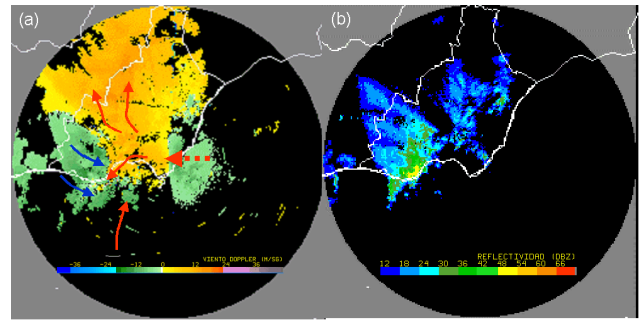 (a)
(b)
VIENTO DOPPLER (M/SG)
-36 -24 -12 0 12 24 36
REFLECTIVIDAD (DBZ)
12 18 24 30 36 42 48 54 60 66